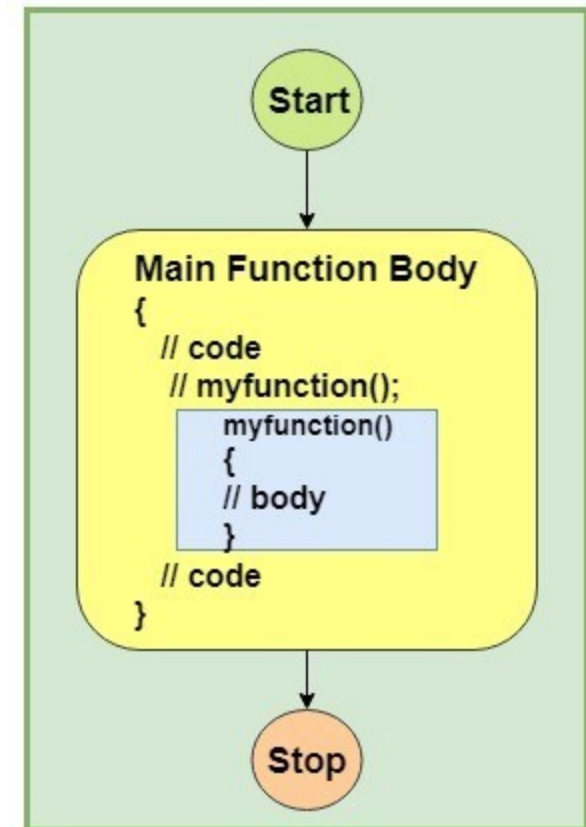 Start
Main Function Body
{
// code
// myfunction();
myfunction()
{
// body
}
// code
}
Stop